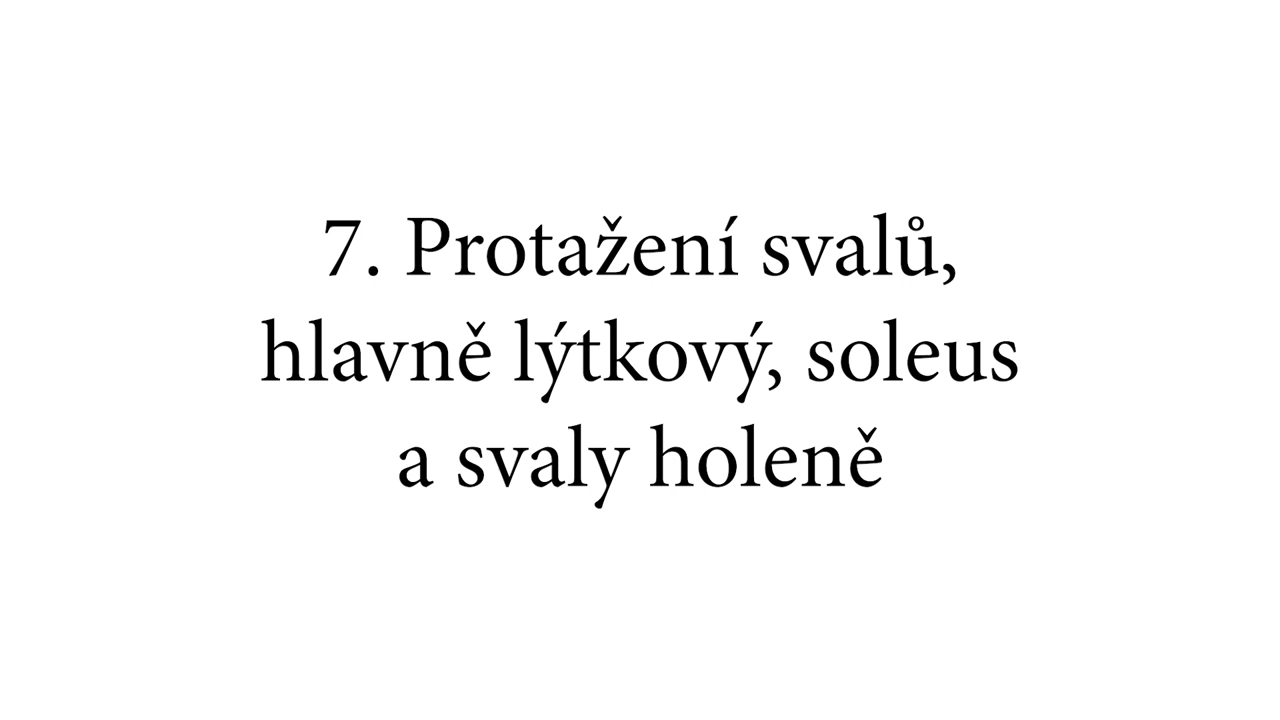 7. Protažení svalů,
hlavně lýtkový, soleus
a svaly holeně